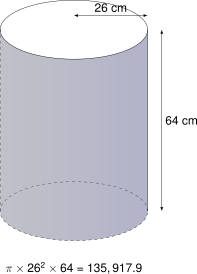 26 cm
64 cm
π × 26² × 64 = 135,917.9